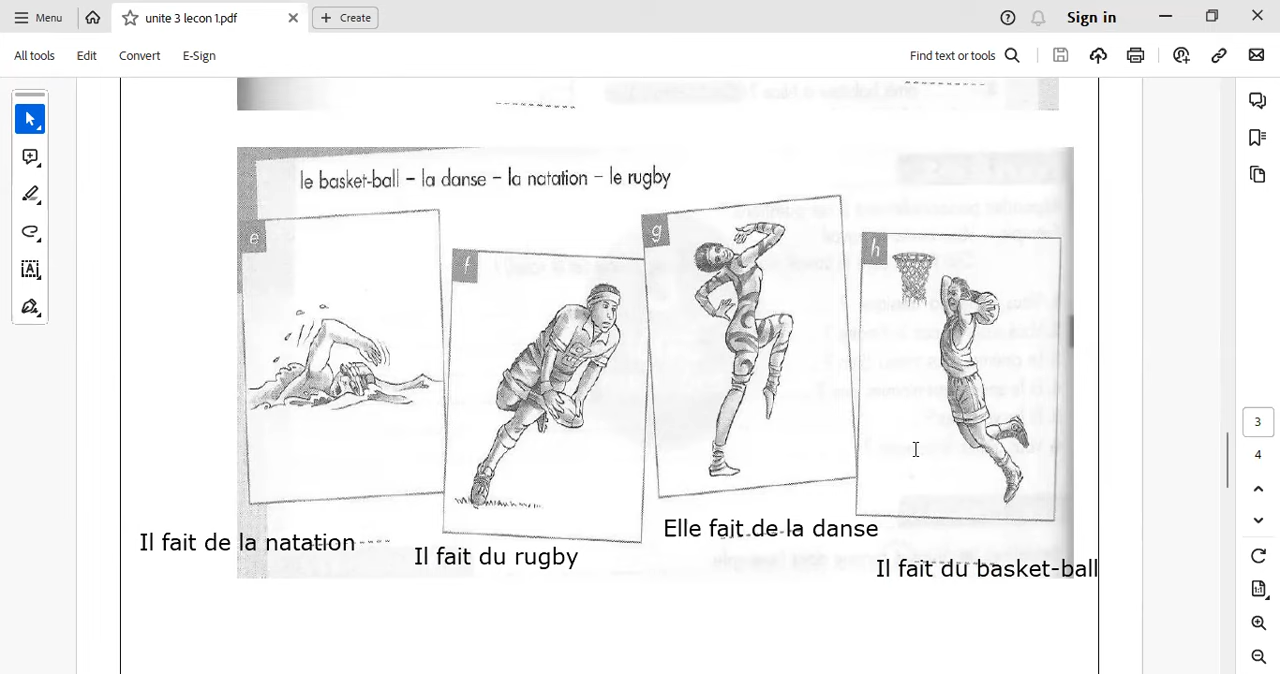 Menu
unite 3 lecon 1.pdf
Create
Sign in
All tools
Edit
Convert
E-Sign
Find text or tools
le basket-ball – la danse – la natation – le rugby
e
f
g
h
Il fait de la natation
Il fait du rugby
Elle fait de la danse
Il fait du basket-ball
3
4